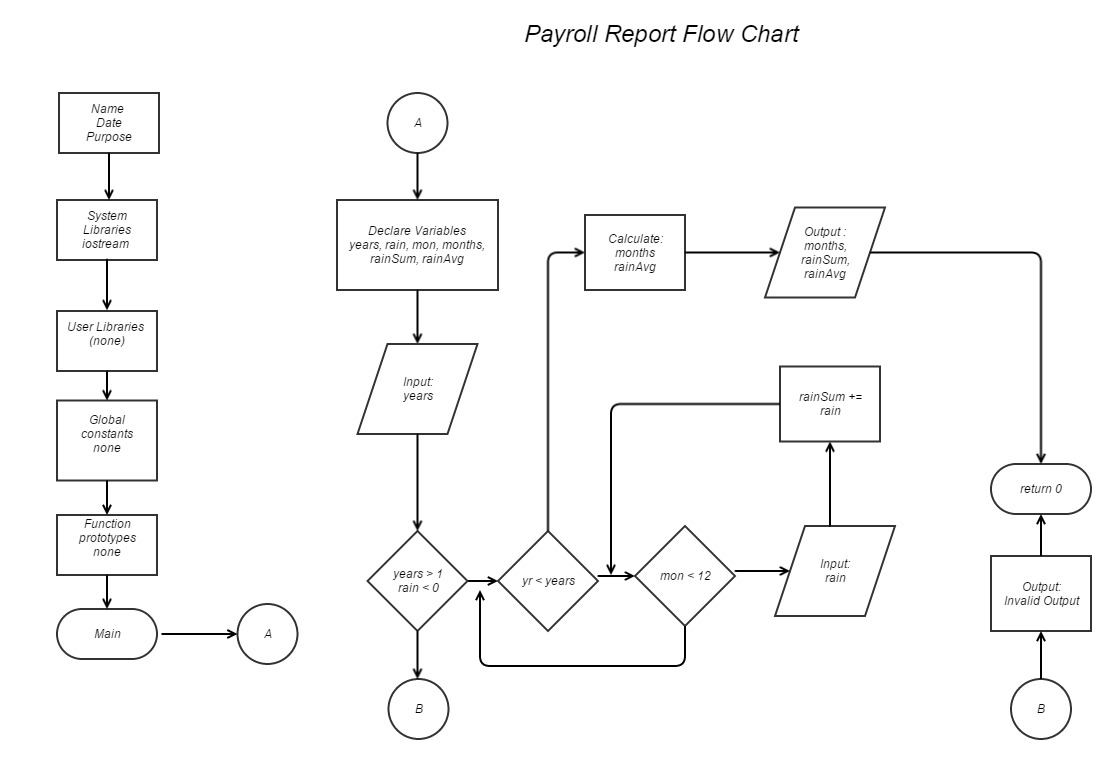 Payroll Report Flow Chart
Name
Date
Purpose
System
Libraries
iostream
User Libraries
(none)
Global
constants
none
Function
prototypes
none
Main
A
A
Declare Variables
years, rain, mon, months,
rainSum, rainAvg
Input:
years
years > 1
rain < 0
B
yr < years
Calculate:
months
rainAvg
Output :
months,
rainSum,
rainAvg
mon < 12
Input:
rain
rainSum +=
rain
return 0
Output:
Invalid Output
B